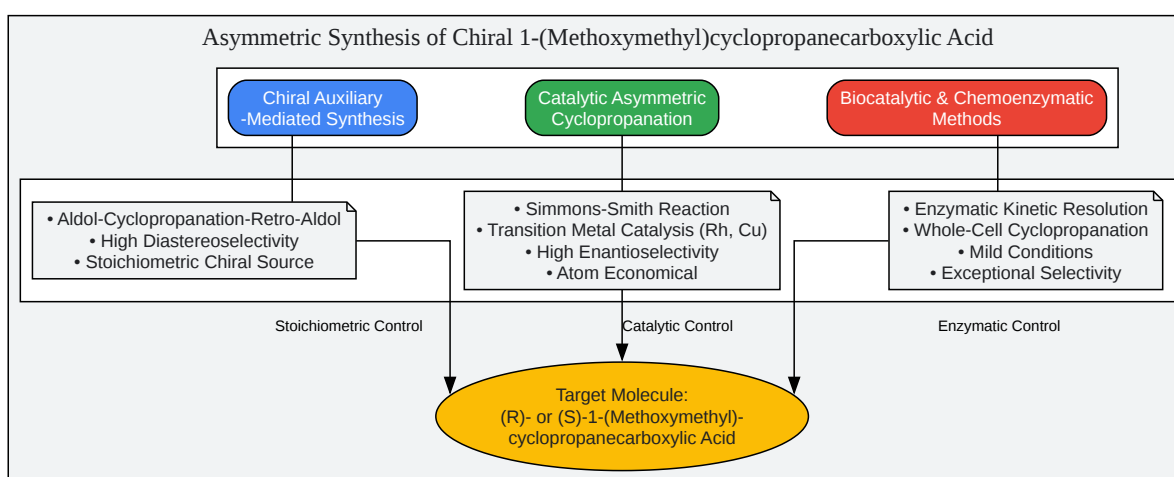 Asymmetric Synthesis of Chiral 1-(Methoxymethyl)cyclopropanecarboxylic Acid
Chiral Auxiliary
-Mediated Synthesis
Catalytic Asymmetric
Cyclopropanation
Biocatalytic & Chemoenzymatic
Methods
• Aldol-Cyclopropanation-Retro-Aldol
• High Diastereoselectivity
• Stoichiometric Chiral Source
• Simmons-Smith Reaction
• Transition Metal Catalysis (Rh, Cu)
• High Enantioselectivity
• Atom Economical
• Enzymatic Kinetic Resolution
• Whole-Cell Cyclopropanation
• Mild Conditions
• Exceptional Selectivity
Stoichiometric Control
Catalytic Control
Enzymatic Control
Target Molecule:
(R)- or (S)-1-(Methoxymethyl)-
cyclopropanecarboxylic Acid